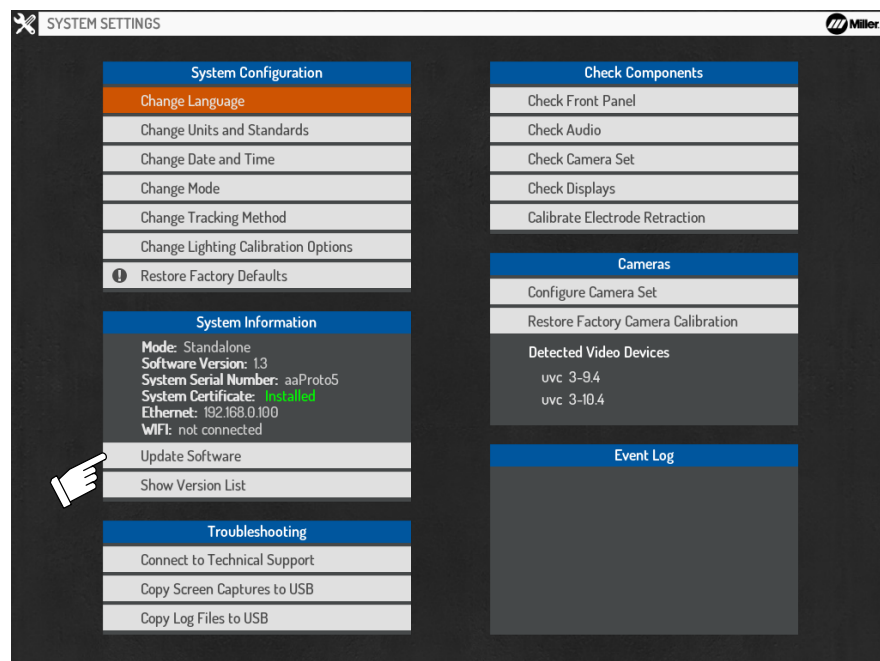 SYSTEM SETTINGS
Miller.
System Configuration
Change Language
Change Units and Standards
Change Date and Time
Change Mode
Change Tracking Method
Change Lighting Calibration Options
Restore Factory Defaults
System Information
Mode: Standalone
Software Version: 1.3
System Serial Number: aaProto5
System Certificate: Installed
Ethernet: 192.168.0.100
WIFI: not connected
Update Software
Show Version List
Troubleshooting
Connect to Technical Support
Copy Screen Captures to USB
Copy Log Files to USB
Check Components
Check Front Panel
Check Audio
Check Camera Set
Check Displays
Calibrate Electrode Retraction
Cameras
Configure Camera Set
Restore Factory Camera Calibration
Detected Video Devices
uvc 3-9.4
uvc 3-10.4
Event Log